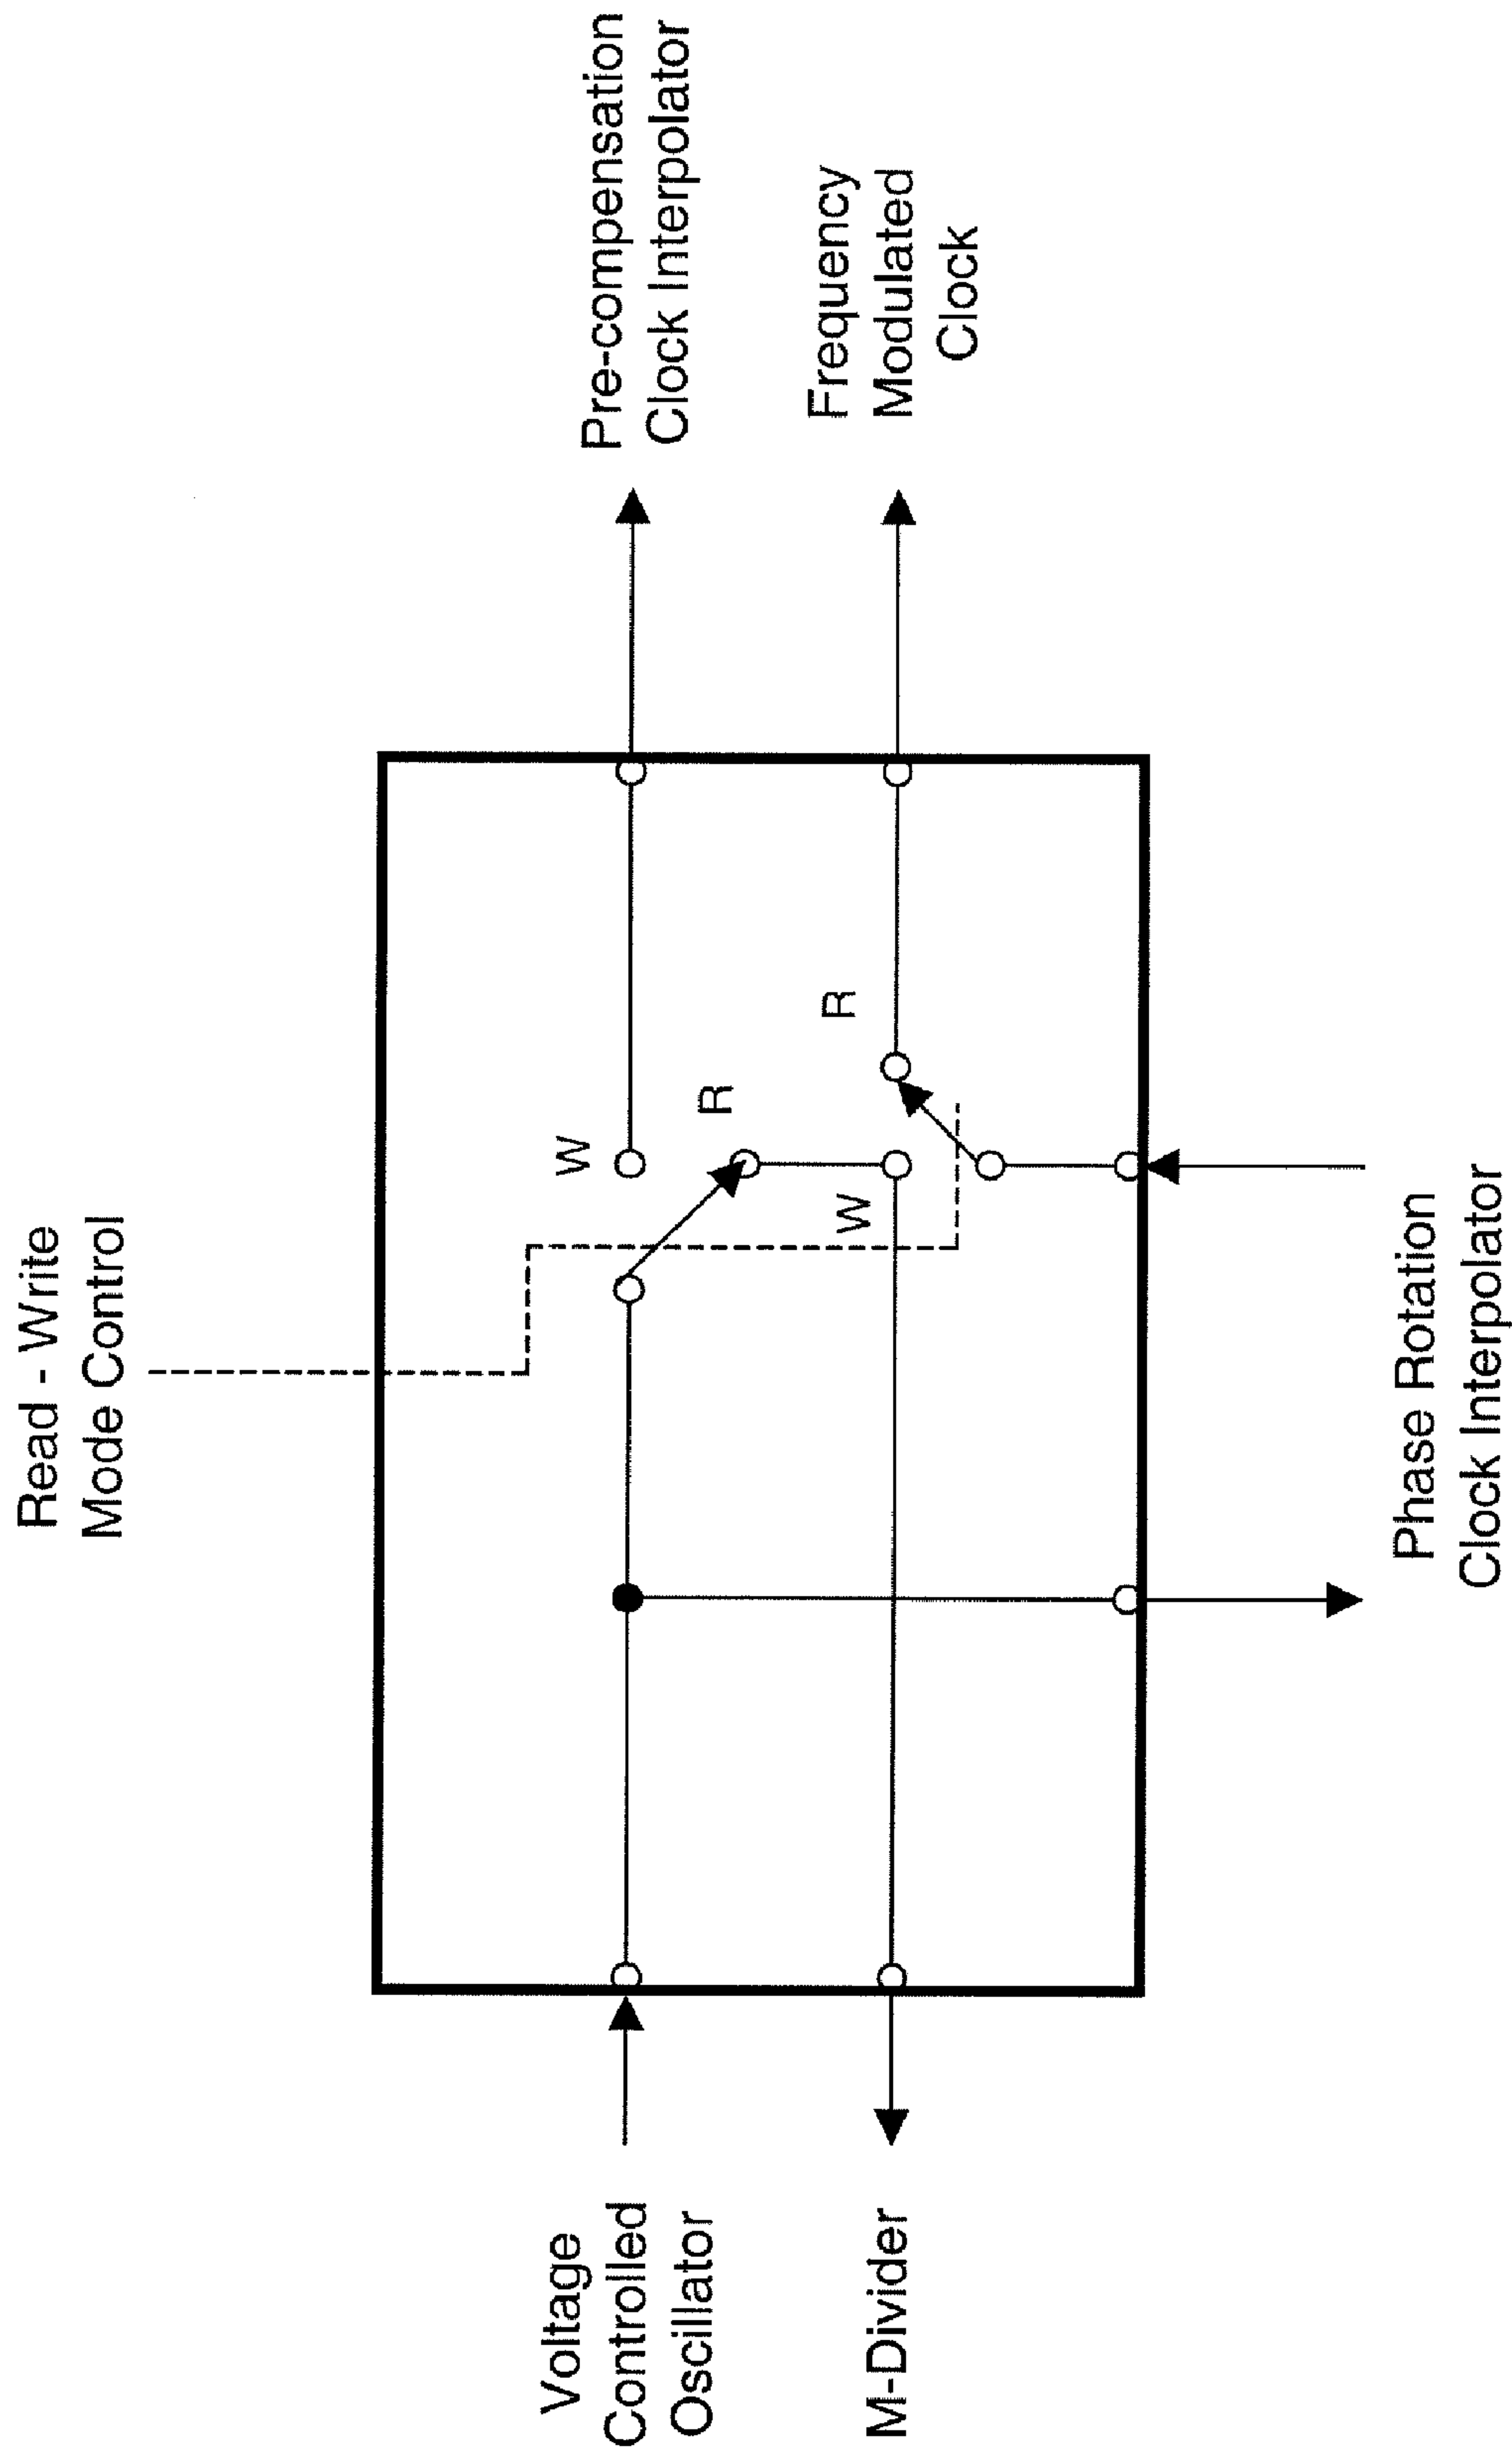 Read - Write
Mode Control
Voltage
Controlled
Oscillator
M-Divider
W
R
W
R
Pre-compensation
Clock Interpolator
Frequency
Modulated
Clock
Phase Rotation
Clock Interpolator